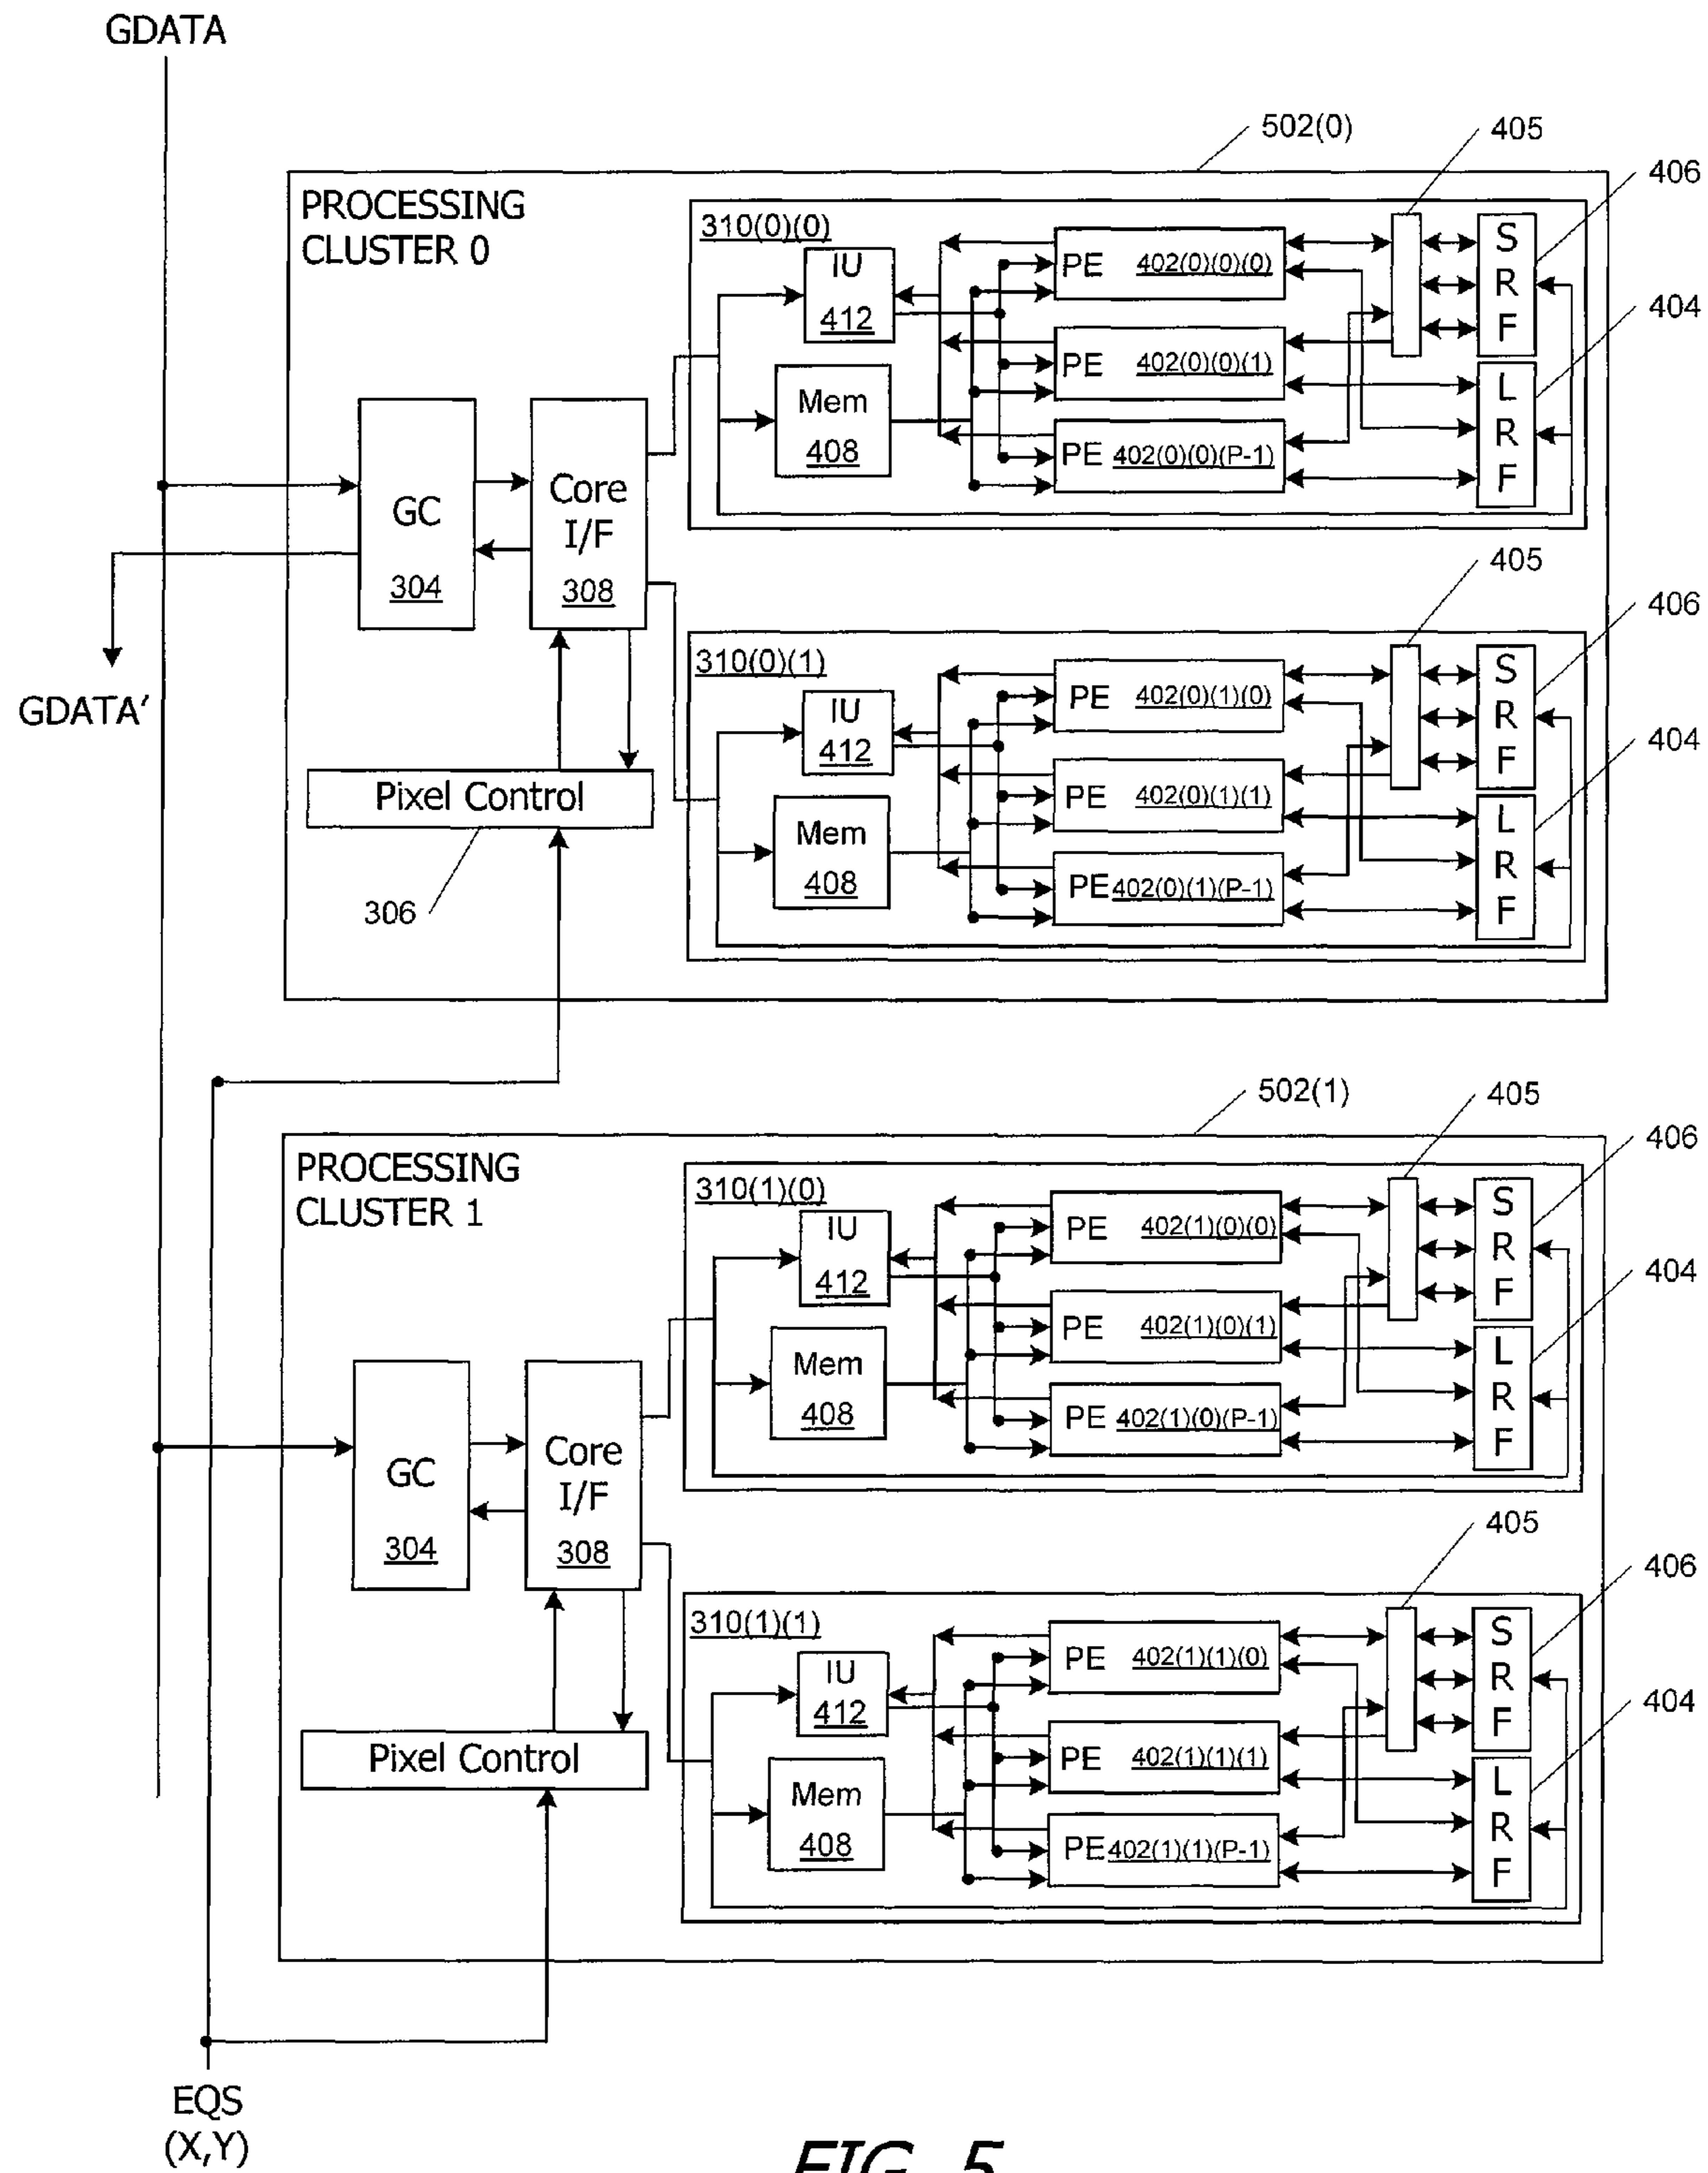 GDATA
502(0)
405
406
PROCESSING
CLUSTER 0
310(0)(0)
IU
412
PE 402(0)(0)(0)
S
R
F
404
Mem
408
PE 402(0)(0)(1)
L
R
F
PE 402(0)(0)(P-1)
GC
304
Core
I/F
308
405
406
GDATA'
310(0)(1)
IU
412
PE 402(0)(1)(0)
S
R
F
404
Pixel Control
Mem
408
PE 402(0)(1)(1)
L
R
F
PE 402(0)(1)(P-1)
306
502(1)
405
406
PROCESSING
CLUSTER 1
310(1)(0)
IU
412
PE 402(1)(0)(0)
S
R
F
404
Mem
408
PE 402(1)(0)(1)
L
R
F
PE 402(1)(0)(P-1)
GC
304
Core
I/F
308
405
406
310(1)(1)
IU
412
PE 402(1)(1)(0)
S
R
F
404
Pixel Control
Mem
408
PE 402(1)(1)(1)
L
R
F
PE 402(1)(1)(P-1)
EQS
(X,Y)
FIG. 5